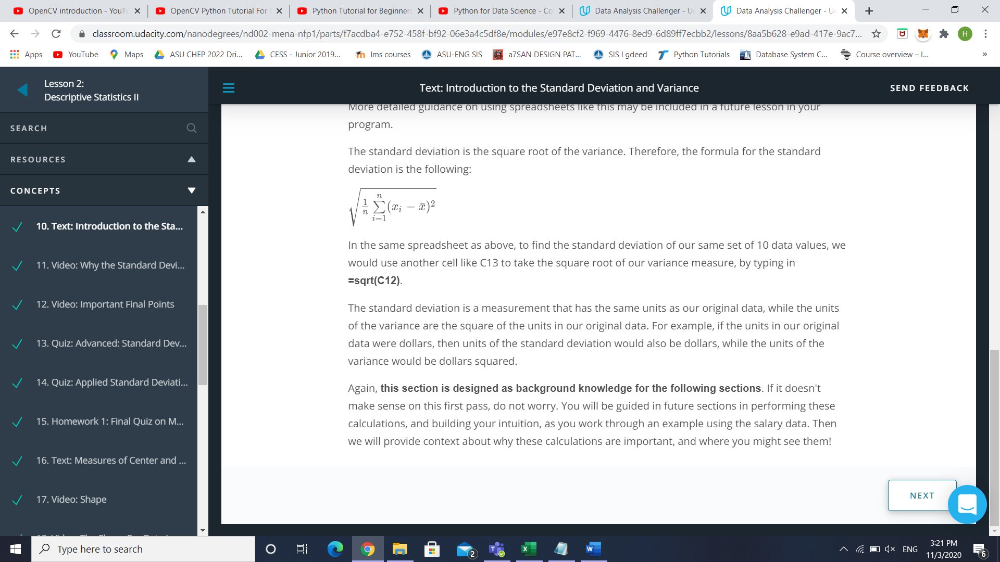 OpenCV introduction - YouTu
OpenCV Python Tutorial For
Python Tutorial for Beginners
Python for Data Science - Co
Data Analysis Challenger - Ud
Data Analysis Challenger - Ud
classroom.udacity.com/nanodegrees/nd002-mena-nfp1/parts/f7acdba4-e752-458f-bf92-06e3a4c5df8e/modules/e97e8cf2-f969-4476-8ed9-6d89ff7ecbb2/lessons/8aa5b628-e9ad-417e-9ac7...
H
Apps
YouTube
Maps
ASU CHEP 2022 Dri...
CESS - Junior 2019...
lms courses
ASU-ENG SIS
a7SAN DESIGN PAT...
SIS I gdeed
Python Tutorials
Database System C...
Course overview – I...
»
Lesson 2:
Descriptive Statistics II
Text: Introduction to the Standard Deviation and Variance
SEND FEEDBACK
SEARCH
RESOURCES
CONCEPTS
10. Text: Introduction to the Sta...
11. Video: Why the Standard Devi...
12. Video: Important Final Points
13. Quiz: Advanced: Standard Dev...
14. Quiz: Applied Standard Deviati...
15. Homework 1: Final Quiz on M...
16. Text: Measures of Center and ...
17. Video: Shape
More detailed guidance on using spreadsheets like this may be included in a future lesson in your
program.
The standard deviation is the square root of the variance. Therefore, the formula for the standard
deviation is the following:
√(1/n ∑_{i=1}^{n} (x_i − x̄)²)
In the same spreadsheet as above, to find the standard deviation of our same set of 10 data values, we
would use another cell like C13 to take the square root of our variance measure, by typing in
=sqrt(C12).
The standard deviation is a measurement that has the same units as our original data, while the units
of the variance are the square of the units in our original data. For example, if the units in our original
data were dollars, then units of the standard deviation would also be dollars, while the units of the
variance would be dollars squared.
Again, this section is designed as background knowledge for the following sections. If it doesn't
make sense on this first pass, do not worry. You will be guided in future sections in performing these
calculations, and building your intuition, as you work through an example using the salary data. Then
we will provide context about why these calculations are important, and where you might see them!
NEXT
Type here to search
2
ENG
3:21 PM
11/3/2020
6